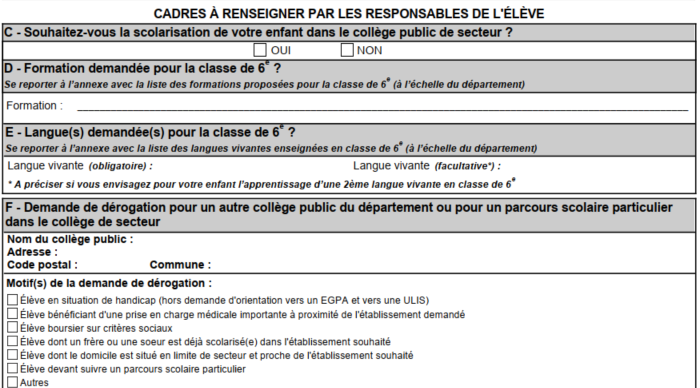 CADRES À RENSEIGNER PAR LES RESPONSABLES DE L'ÉLÈVE
C - Souhaitez-vous la scolarisation de votre enfant dans le collège public de secteur ?
OUI NON
D - Formation demandée pour la classe de 6e ?
Se reporter à l'annexe avec la liste des formations proposées pour la classe de 6e (à l'échelle du département)
Formation :
E - Langue(s) demandée(s) pour la classe de 6e ?
Se reporter à l'annexe avec la liste des langues vivantes enseignées en classe de 6e (à l'échelle du département)
Langue vivante (obligatoire) : Langue vivante (facultative*) :
* A préciser si vous envisagez pour votre enfant l'apprentissage d'une 2ème langue vivante en classe de 6e
F - Demande de dérogation pour un autre collège public du département ou pour un parcours scolaire particulier
dans le collège de secteur
Nom du collège public :
Adresse :
Code postal : Commune :
Motif(s) de la demande de dérogation :
Élève en situation de handicap (hors demande d'orientation vers un EGPA et vers une ULIS)
Élève bénéficiant d'une prise en charge médicale importante à proximité de l'établissement demandé
Élève boursier sur critères sociaux
Élève dont un frère ou une soeur est déjà scolarisé(e) dans l'établissement souhaité
Élève dont le domicile est situé en limite de secteur et proche de l'établissement souhaité
Élève devant suivre un parcours scolaire particulier
Autres